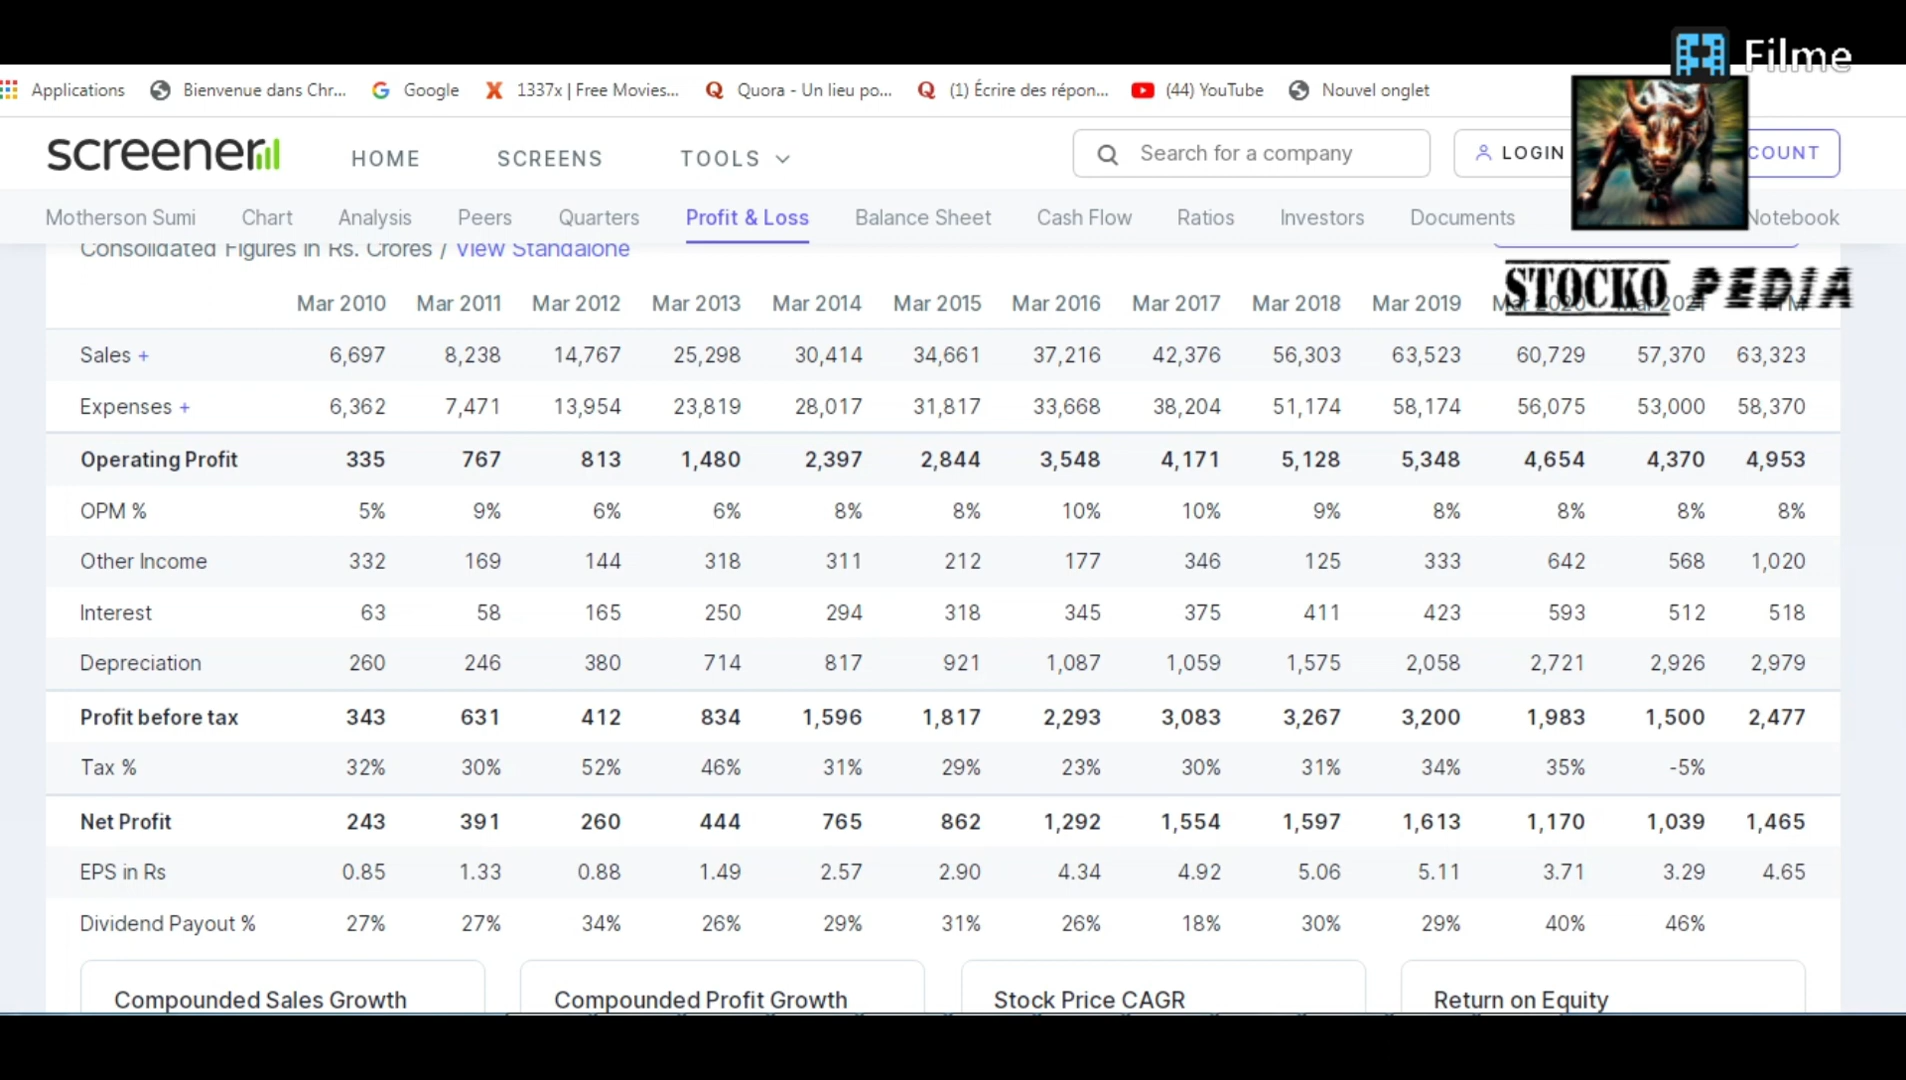 Filme
Applications Bienvenue dans Chr... Google 1337x | Free Movies... Quora - Un lieu po... (1) Écrire des répon... (44) YouTube Nouvel onglet
screener HOME SCREENS TOOLS Search for a company LOGIN COUNT
Motherson Sumi Chart Analysis Peers Quarters Profit & Loss Balance Sheet Cash Flow Ratios Investors Documents Notebook
Consolidated Figures in Rs. Crores / View Standalone
STOCKO PEDIA
Mar 2010 Mar 2011 Mar 2012 Mar 2013 Mar 2014 Mar 2015 Mar 2016 Mar 2017 Mar 2018 Mar 2019 Mar 2020 Mar 2021
Sales + 6,697 8,238 14,767 25,298 30,414 34,661 37,216 42,376 56,303 63,523 60,729 57,370 63,323
Expenses + 6,362 7,471 13,954 23,819 28,017 31,817 33,668 38,204 51,174 58,174 56,075 53,000 58,370
Operating Profit 335 767 813 1,480 2,397 2,844 3,548 4,171 5,128 5,348 4,654 4,370 4,953
OPM % 5% 9% 6% 6% 8% 8% 10% 10% 9% 8% 8% 8% 8%
Other Income 332 169 144 318 311 212 177 346 125 333 642 568 1,020
Interest 63 58 165 250 294 318 345 375 411 423 593 512 518
Depreciation 260 246 380 714 817 921 1,087 1,059 1,575 2,058 2,721 2,926 2,979
Profit before tax 343 631 412 834 1,596 1,817 2,293 3,083 3,267 3,200 1,983 1,500 2,477
Tax % 32% 30% 52% 46% 31% 29% 23% 30% 31% 34% 35% -5%
Net Profit 243 391 260 444 765 862 1,292 1,554 1,597 1,613 1,170 1,039 1,465
EPS in Rs 0.85 1.33 0.88 1.49 2.57 2.90 4.34 4.92 5.06 5.11 3.71 3.29 4.65
Dividend Payout % 27% 27% 34% 26% 29% 31% 26% 18% 30% 29% 40% 46%
Compounded Sales Growth Compounded Profit Growth Stock Price CAGR Return on Equity